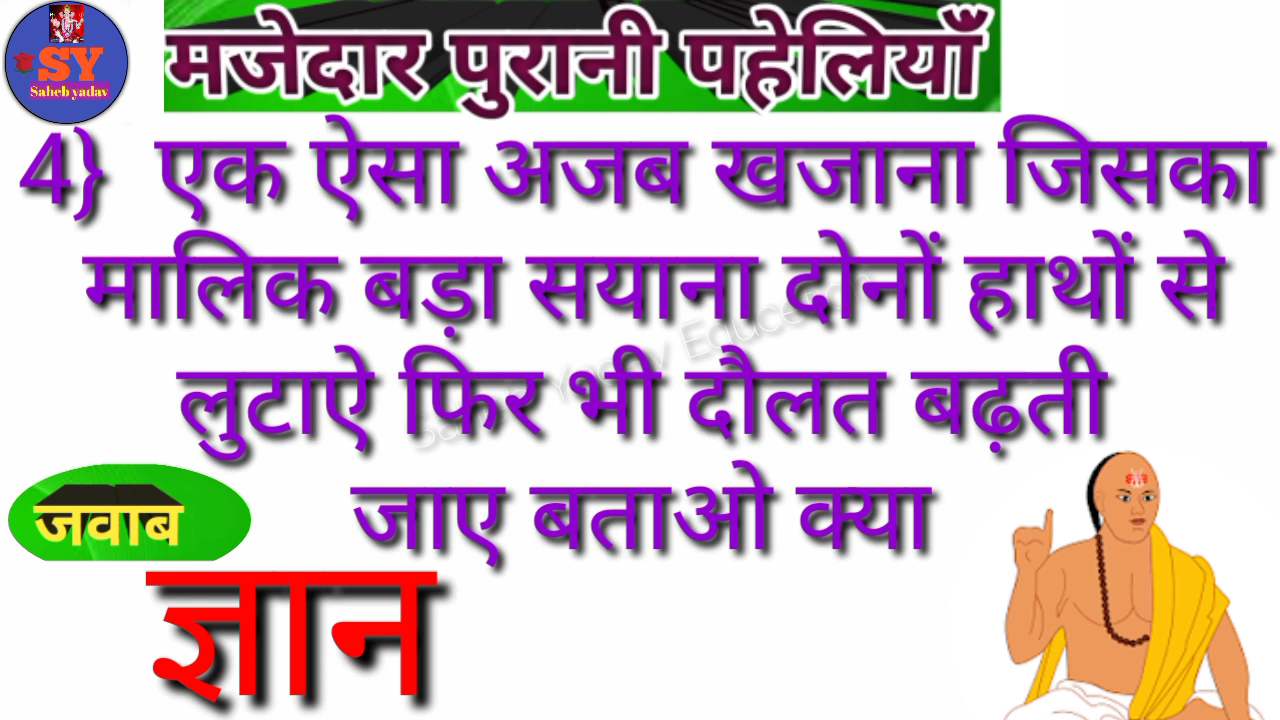 SY
Saheb yadav
मजेदार पुरानी पहेलियाँ
4} एक ऐसा अजब खजाना जिसका
मालिक बड़ा सयाना दोनों हाथों से
लुटाऐ फिर भी दौलत बढ़ती
जाए बताओ क्या
जवाब
ज्ञान